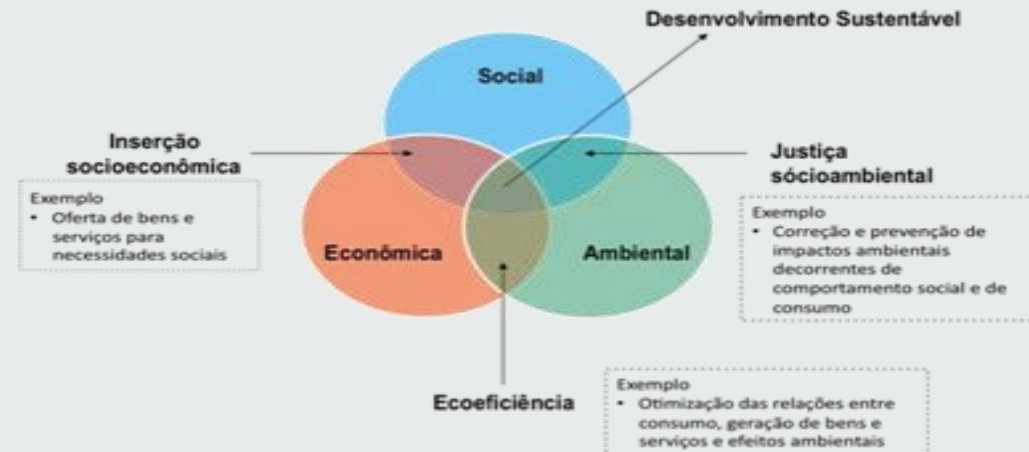 Desenvolvimento Sustentável
Social
Inserção
socioeconômica
Exemplo
• Oferta de bens e
serviços para
necessidades sociais
Justiça
sócioambiental
Exemplo
• Correção e prevenção de
impactos ambientais
decorrentes de
comportamento social e de
consumo
Econômica
Ambiental
Ecoeficiência
Exemplo
• Otimização das relações entre
consumo, geração de bens e
serviços e efeitos ambientais